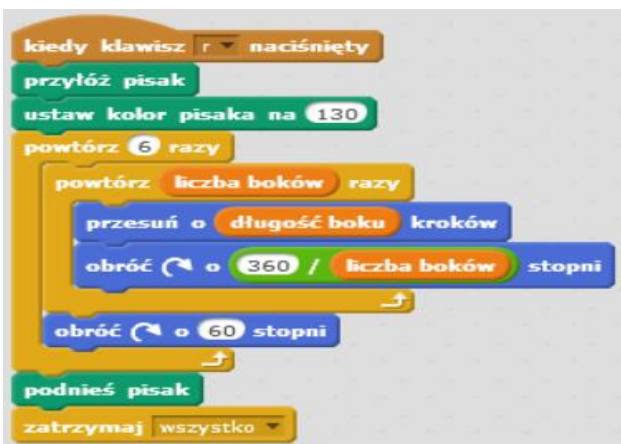 kiedy klawisz r naciśnięty
przyłóż pisak
ustaw kolor pisaka na 130
powtórz 6 razy
powtórz liczba boków razy
przesuń o długość boku kroków
obróć o 360 / liczba boków stopni
obróć o 60 stopni
podnieś pisak
zatrzymaj wszystko